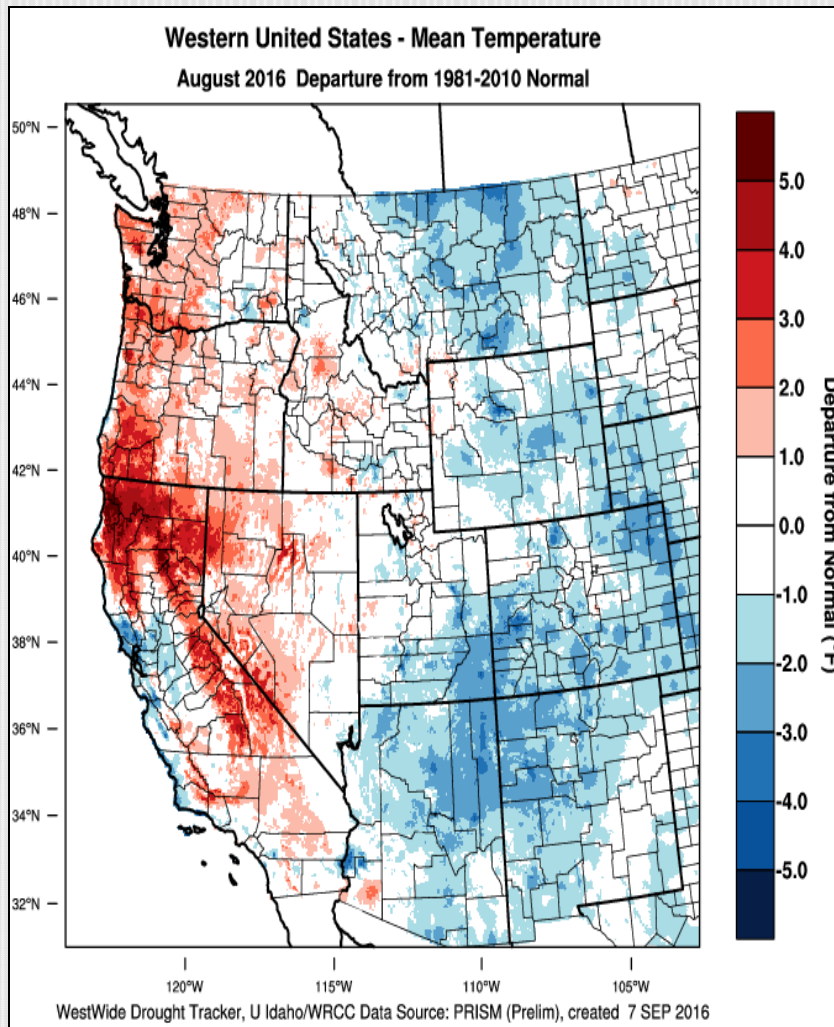 Western United States - Mean Temperature
August 2016 Departure from 1981-2010 Normal
50°N
48°N
46°N
44°N
42°N
40°N
38°N
36°N
34°N
32°N
120°W
115°W
110°W
105°W
5.0
4.0
3.0
2.0
1.0
0.0
-1.0
-2.0
-3.0
-4.0
-5.0
Departure from Normal (°F)
WestWide Drought Tracker, U Idaho/WRCC Data Source: PRISM (Prelim), created 7 SEP 2016